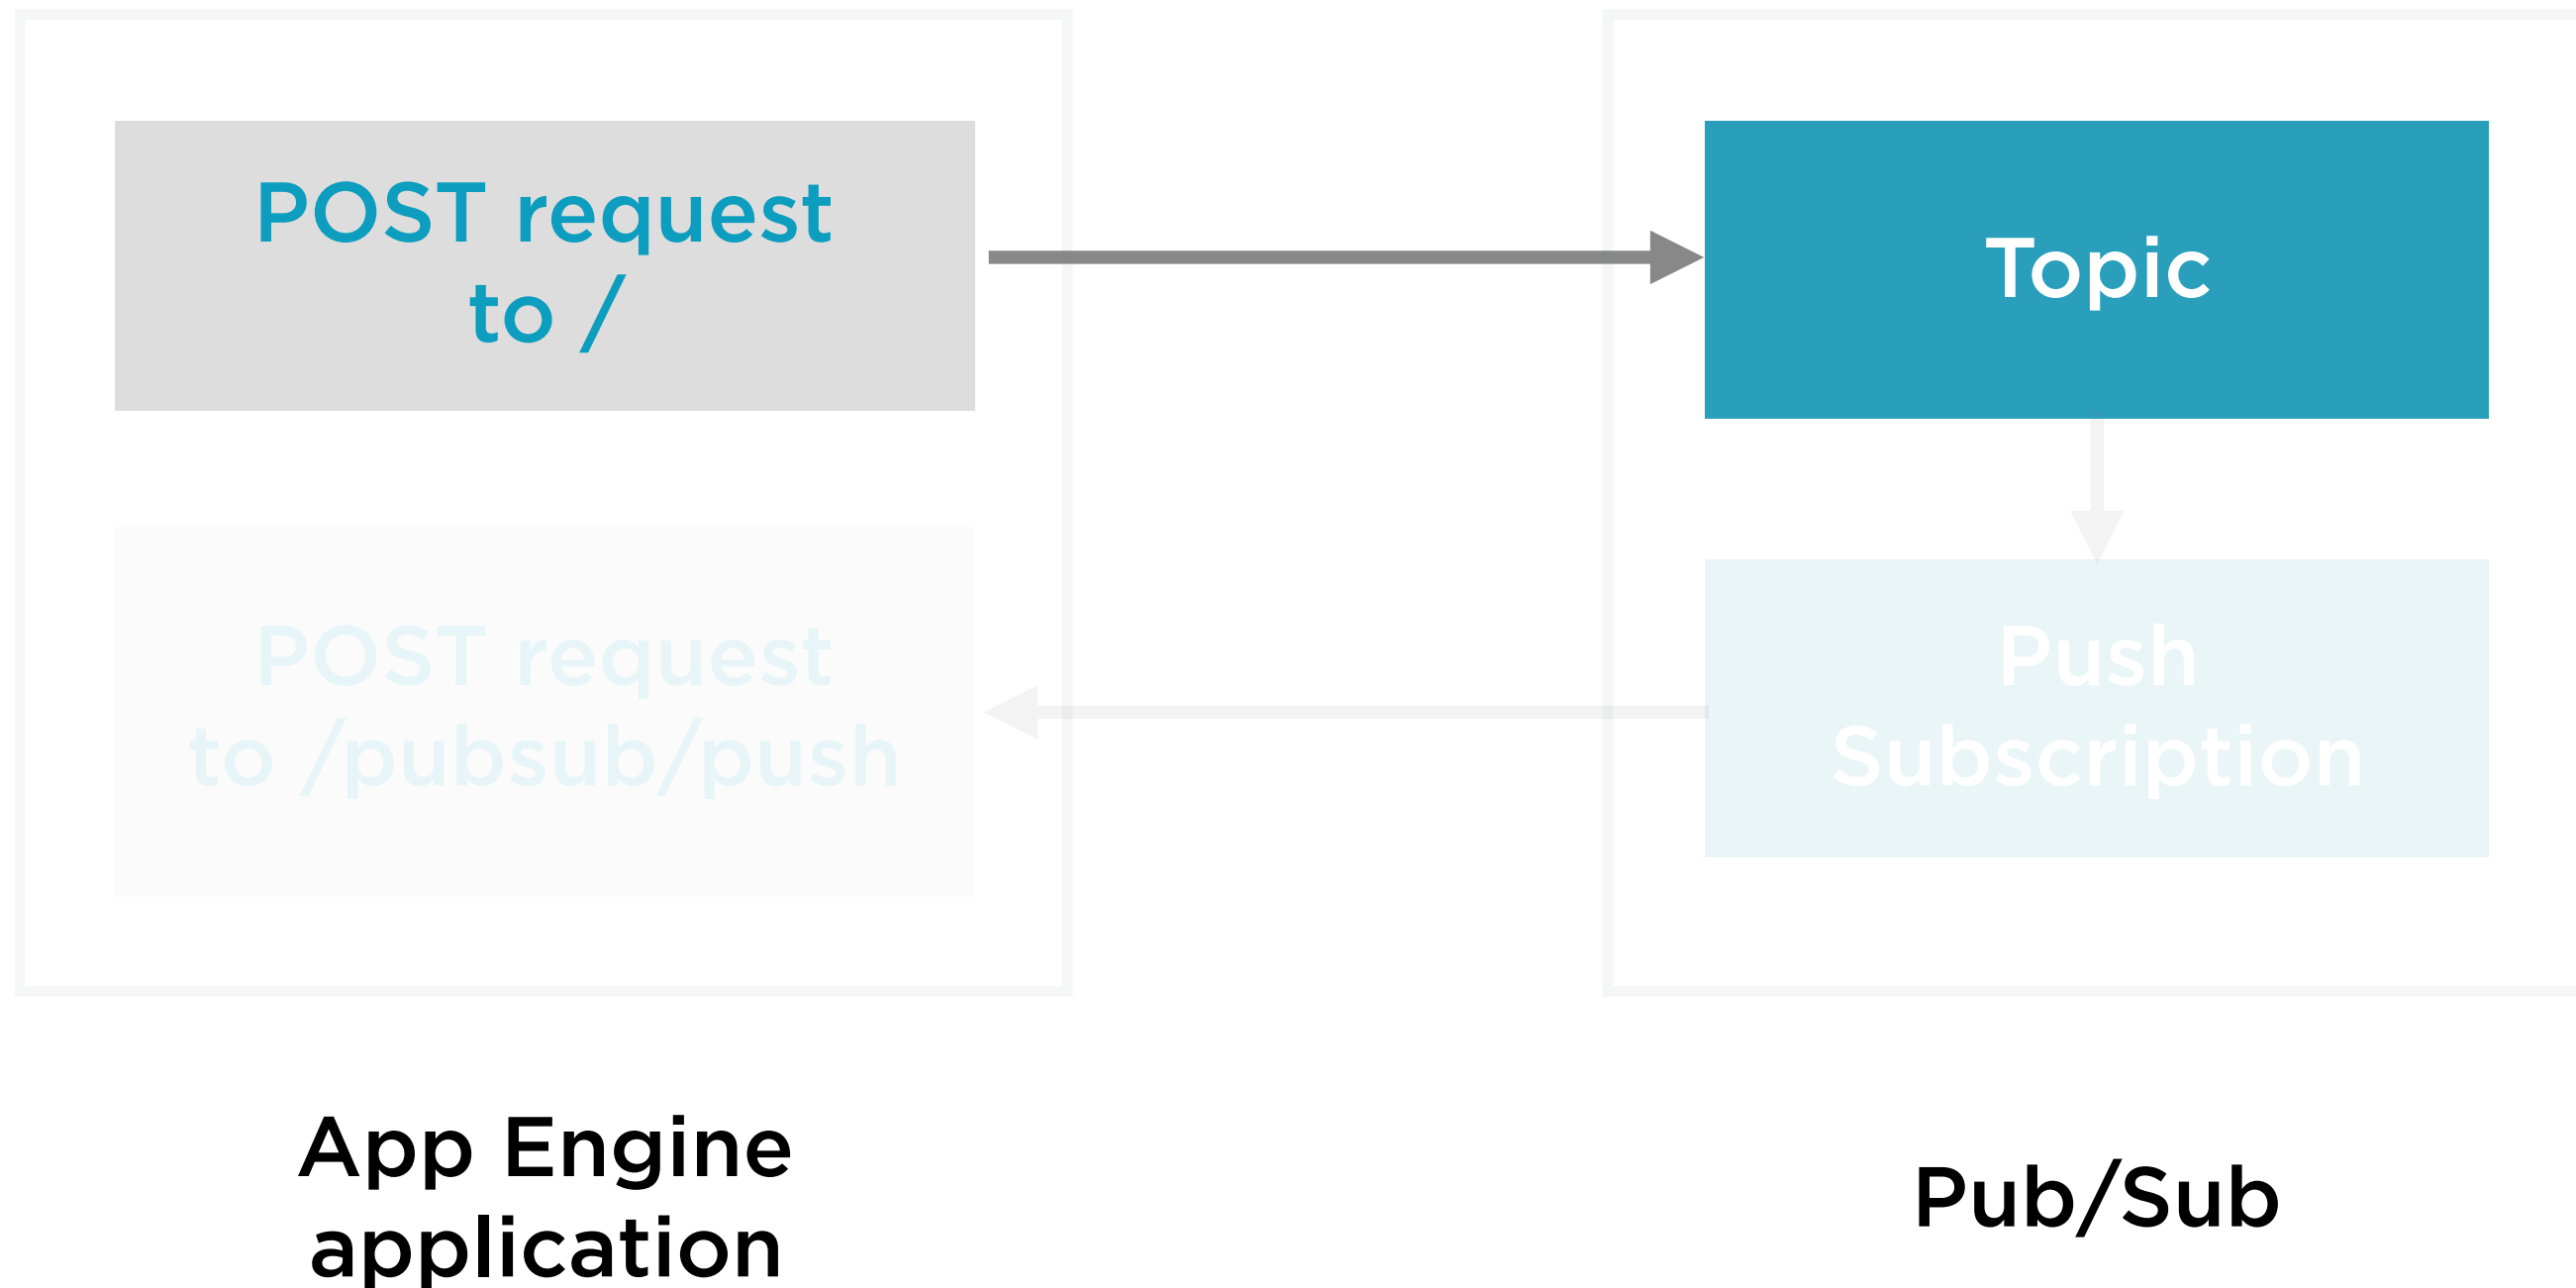 POST request
to /
Topic
POST request
to /pubsub/push
Push
Subscription
App Engine
application
Pub/Sub